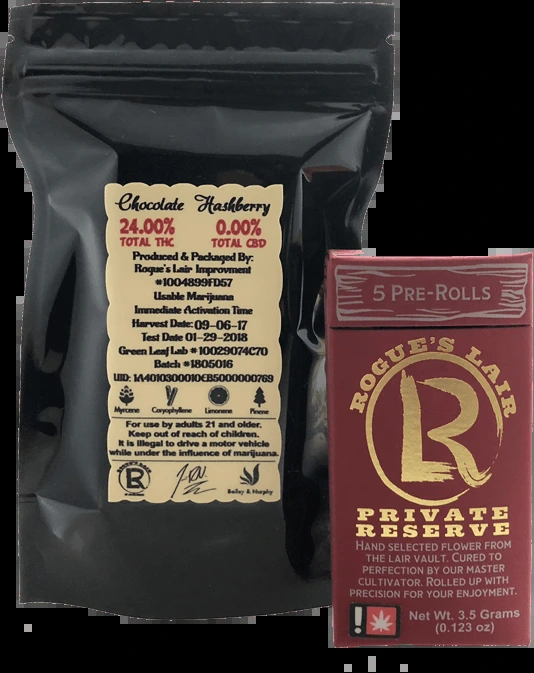 Chocolate Hashberry
24.00% 0.00%
TOTAL THC TOTAL CBD
Produced & Packaged By:
Rogue's Lair Improvment
#1004899FD57
Usable Marijuana
Immediate Activation Time
Harvest Date: 09-06-17
Test Date 01-29-2018
Green Leaf Lab # 10029074C70
Batch #1805016
UID: 1A4010300010CB5000000769
Myrcene Caryophyllene Limonene Pinene
For use by adults 21 and older.
Keep out of reach of children.
It is illegal to drive a motor vehicle
while under the influence of marijuana.
ROGUE'S LAIR
R
Bailey & Murphy
5 PRE-ROLLS
ROGUE'S LAIR
R
PRIVATE
RESERVE
HAND SELECTED FLOWER FROM
THE LAIR VAULT. CURED TO
PERFECTION BY OUR MASTER
CULTIVATOR. ROLLED UP WITH
PRECISION FOR YOUR ENJOYMENT.
!
Net Wt. 3.5 Grams
(0.123 oz)